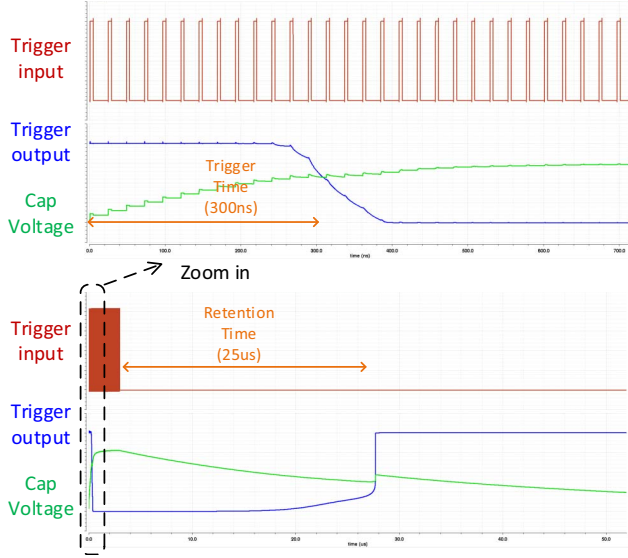 Trigger
input
Trigger
output
Cap
Voltage
Trigger
Time
(300ns)
0.0 100.0 200.0 300.0 400.0 500.0 600.0 700.0
time (ns)
Zoom in
Trigger
input
Retention
Time
(25us)
Trigger
output
Cap
Voltage
0.0 10.0 20.0 30.0 40.0 50.0
time (us)